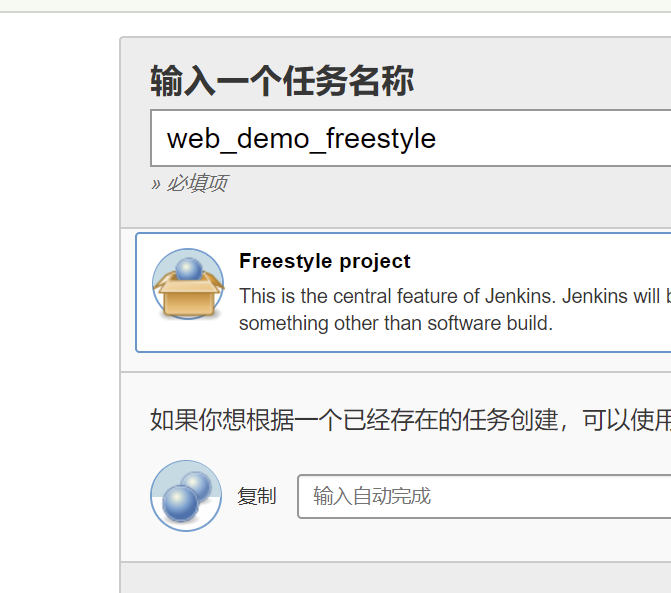 输入一个任务名称
web_demo_freestyle
» 必填项
Freestyle project
This is the central feature of Jenkins. Jenkins will
something other than software build.
如果你想根据一个已经存在的任务创建，可以使用
复制
输入自动完成